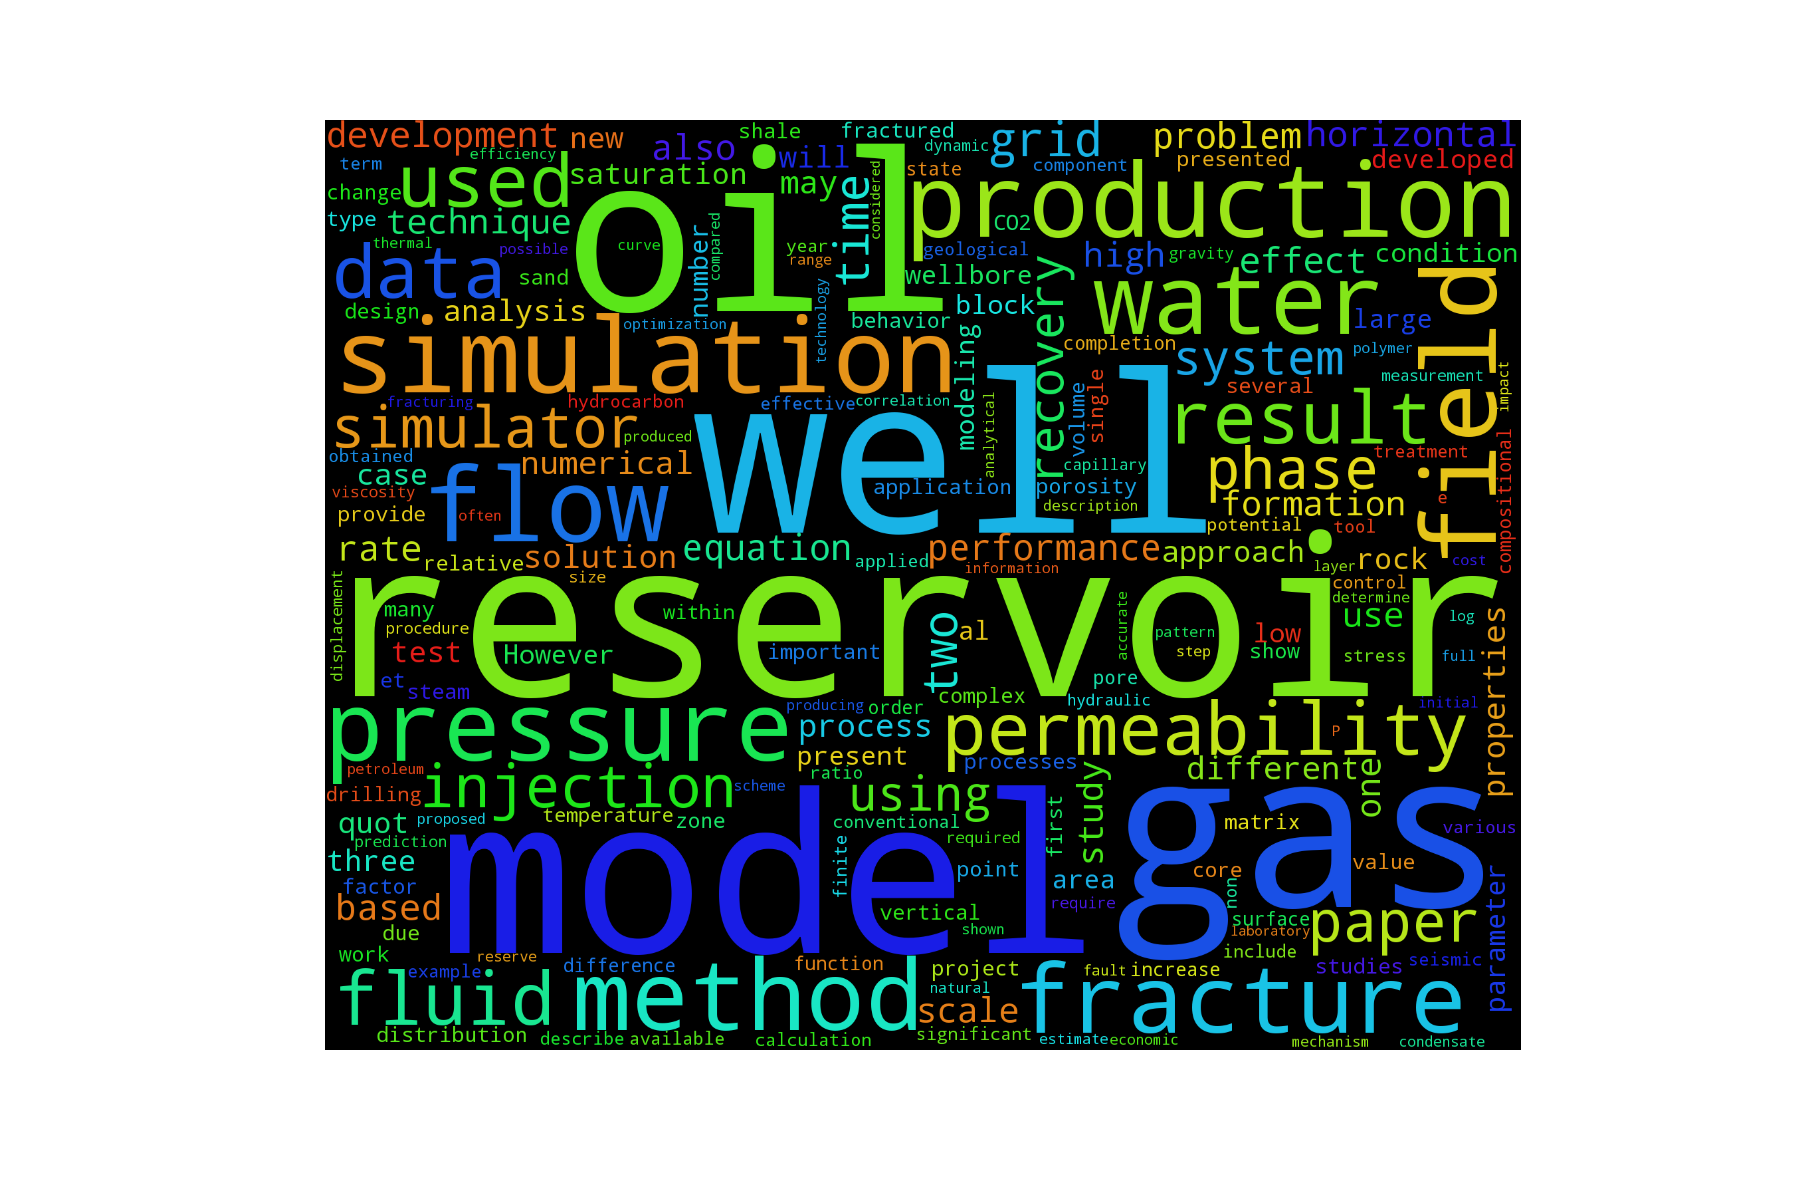 development
new
also
shale
fractured
grid
problem
horizontal
term
efficiency
will
dynamic
state
component
presented
developed
change
used
saturation
may
time
considered
production
type
technique
oil
CO2
thermal
possible
curve
number
compared
year
range
geological
high
gravity
effect
condition
data
sand
wellbore
recovery
water
field
design
analysis
optimization
technology
behavior
block
large
simulation
modeling
completion
system
polymer
fracturing
hydrocarbon
effective
correlation
volume
single
several
measurement
impact
simulator
produced
well
analytical
result
obtained
case
numerical
capillary
phase
treatment
compositional
viscosity
flow
application
porosity
formation
e
provide
often
description
potential
tool
rate
relative
solution
equation
applied
performance
approach
rock
cost
size
information
layer
control
displacement
reservoir
determine
many
within
accurate
procedure
two
al
pattern
low
use
log
test
However
important
step
show
stress
full
properties
et
steam
complex
pore
hydraulic
pressure
producing
order
permeability
initial
process
P
present
processes
petroleum
ratio
differente
one
drilling
injection
scheme
using
study
quot
proposed
temperature
zone
conventional
first
matrix
various
prediction
required
three
model
finite
point
gas
value
factor
area
core
based
require
non
parameter
vertical
surface
paper
due
shown
laboratory
work
reserve
include
example
difference
function
project
fault
increase
studies
seismic
fluid
method
natural
scale
fracture
distribution
describe
available
calculation
significant
estimate
economic
mechanism
condensate